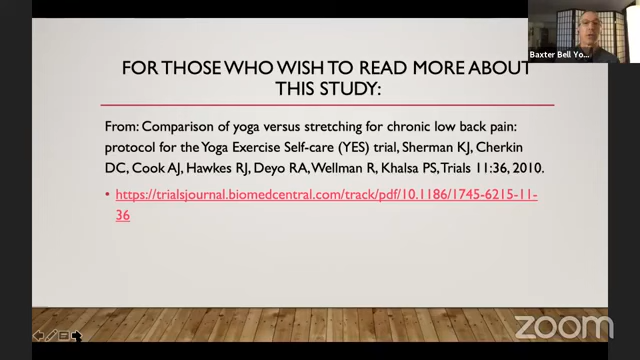 Baxter Bell Yo...
FOR THOSE WHO WISH TO READ MORE ABOUT
THIS STUDY:
From: Comparison of yoga versus stretching for chronic low back pain:
protocol for the Yoga Exercise Self-care (YES) trial, Sherman KJ, Cherkin
DC, Cook AJ, Hawkes RJ, Deyo RA, Wellman R, Khalsa PS, Trials 11:36, 2010.
• https://trialsjournal.biomedcentral.com/track/pdf/10.1186/1745-6215-11-
36
zoom